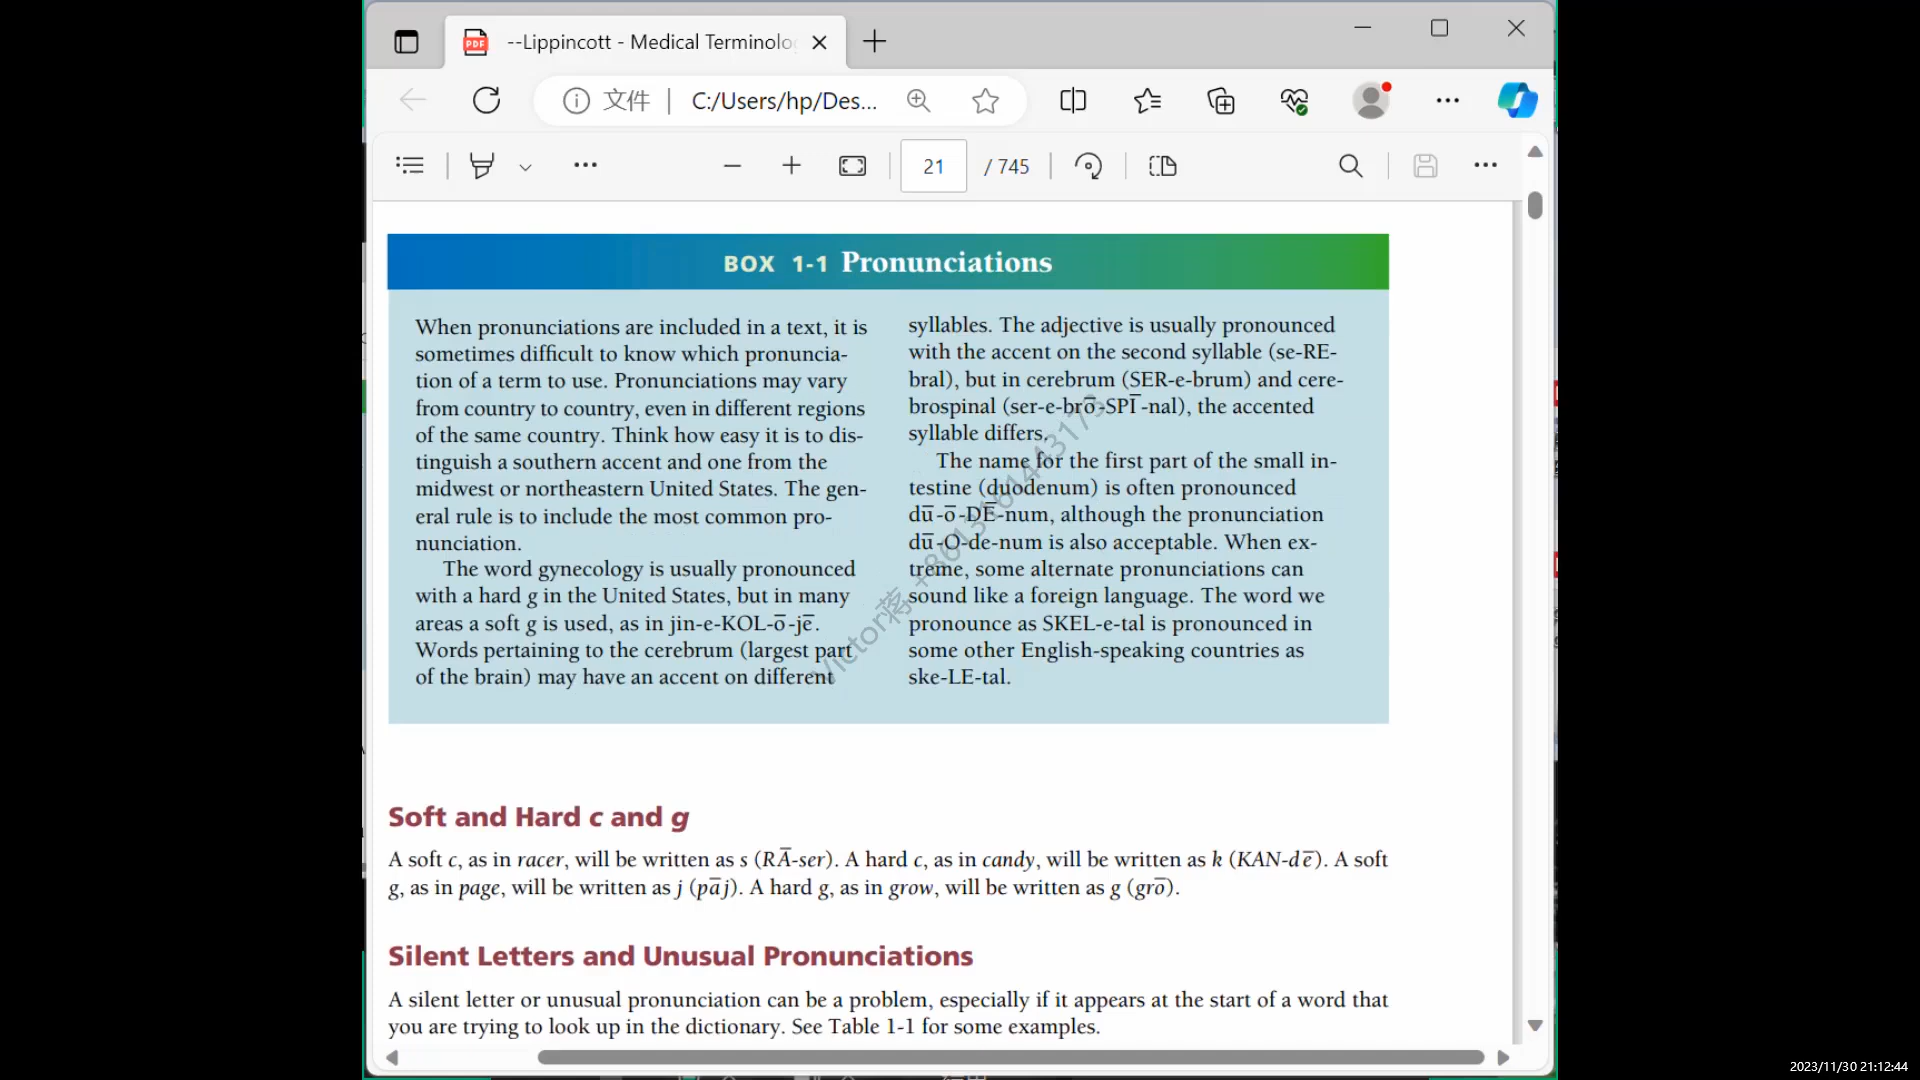 --Lippincott - Medical Terminolo
文件
C:/Users/hp/Des...
21 / 745
BOX 1-1 Pronunciations
When pronunciations are included in a text, it is
sometimes difficult to know which pronuncia-
tion of a term to use. Pronunciations may vary
from country to country, even in different regions
of the same country. Think how easy it is to dis-
tinguish a southern accent and one from the
midwest or northeastern United States. The gen-
eral rule is to include the most common pro-
nunciation.
The word gynecology is usually pronounced
with a hard g in the United States, but in many
areas a soft g is used, as in jin-e-KOL-ō-jē.
Words pertaining to the cerebrum (largest part
of the brain) may have an accent on different
syllables. The adjective is usually pronounced
with the accent on the second syllable (se-RE-
bral), but in cerebrum (SER-e-brum) and cere-
brospinal (ser-e-brō-SPĪ-nal), the accented
syllable differs.
The name for the first part of the small in-
testine (duodenum) is often pronounced
dū-ō-DĒ-num, although the pronunciation
dū-O-de-num is also acceptable. When ex-
treme, some alternate pronunciations can
sound like a foreign language. The word we
pronounce as SKEL-e-tal is pronounced in
some other English-speaking countries as
ske-LE-tal.
Soft and Hard c and g
A soft c, as in racer, will be written as s (RĀ-ser). A hard c, as in candy, will be written as k (KAN-dē). A soft
g, as in page, will be written as j (pāj). A hard g, as in grow, will be written as g (grō).
Silent Letters and Unusual Pronunciations
A silent letter or unusual pronunciation can be a problem, especially if it appears at the start of a word that
you are trying to look up in the dictionary. See Table 1-1 for some examples.
2023/11/30 21:12:44